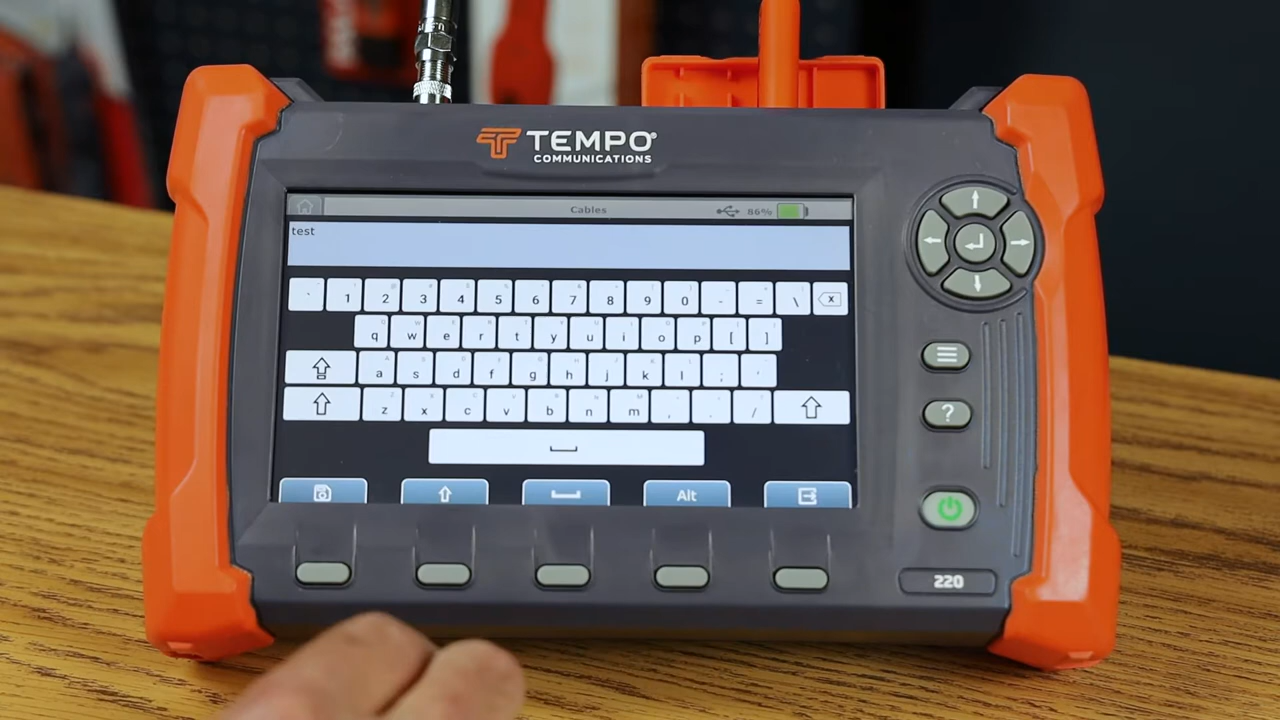 TEMPO
COMMUNICATIONS
Cables 86%
test
` 1 2 3 4 5 6 7 8 9 0 - = \ x
q w e r t y u i o p [ ]
a s d f g h j k l ; '
z x c v b n m , . /
Alt
?
220